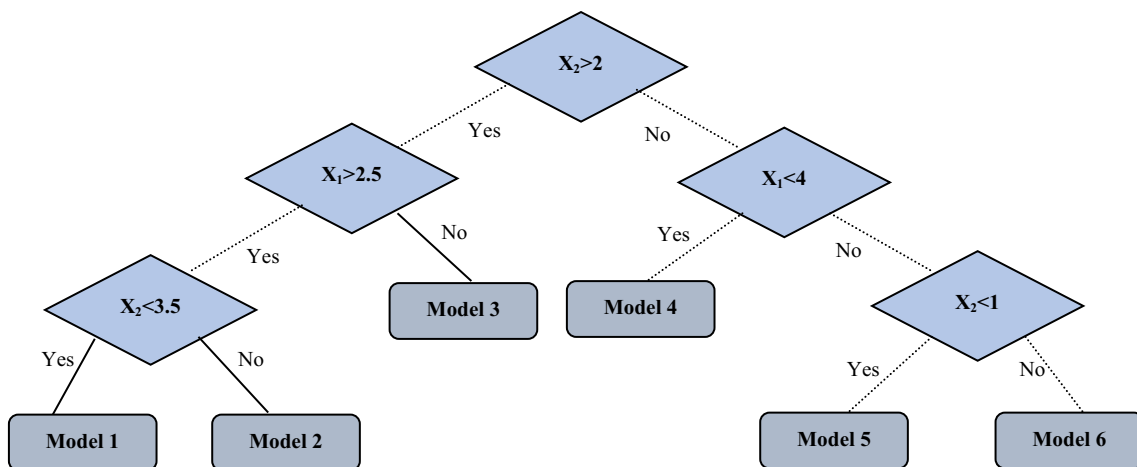 X₂>2
Yes
No
X₁>2.5
X₁<4
Yes
No
Yes
No
X₂<3.5
Model 3
Model 4
X₂<1
Yes
No
Yes
No
Model 1
Model 2
Model 5
Model 6